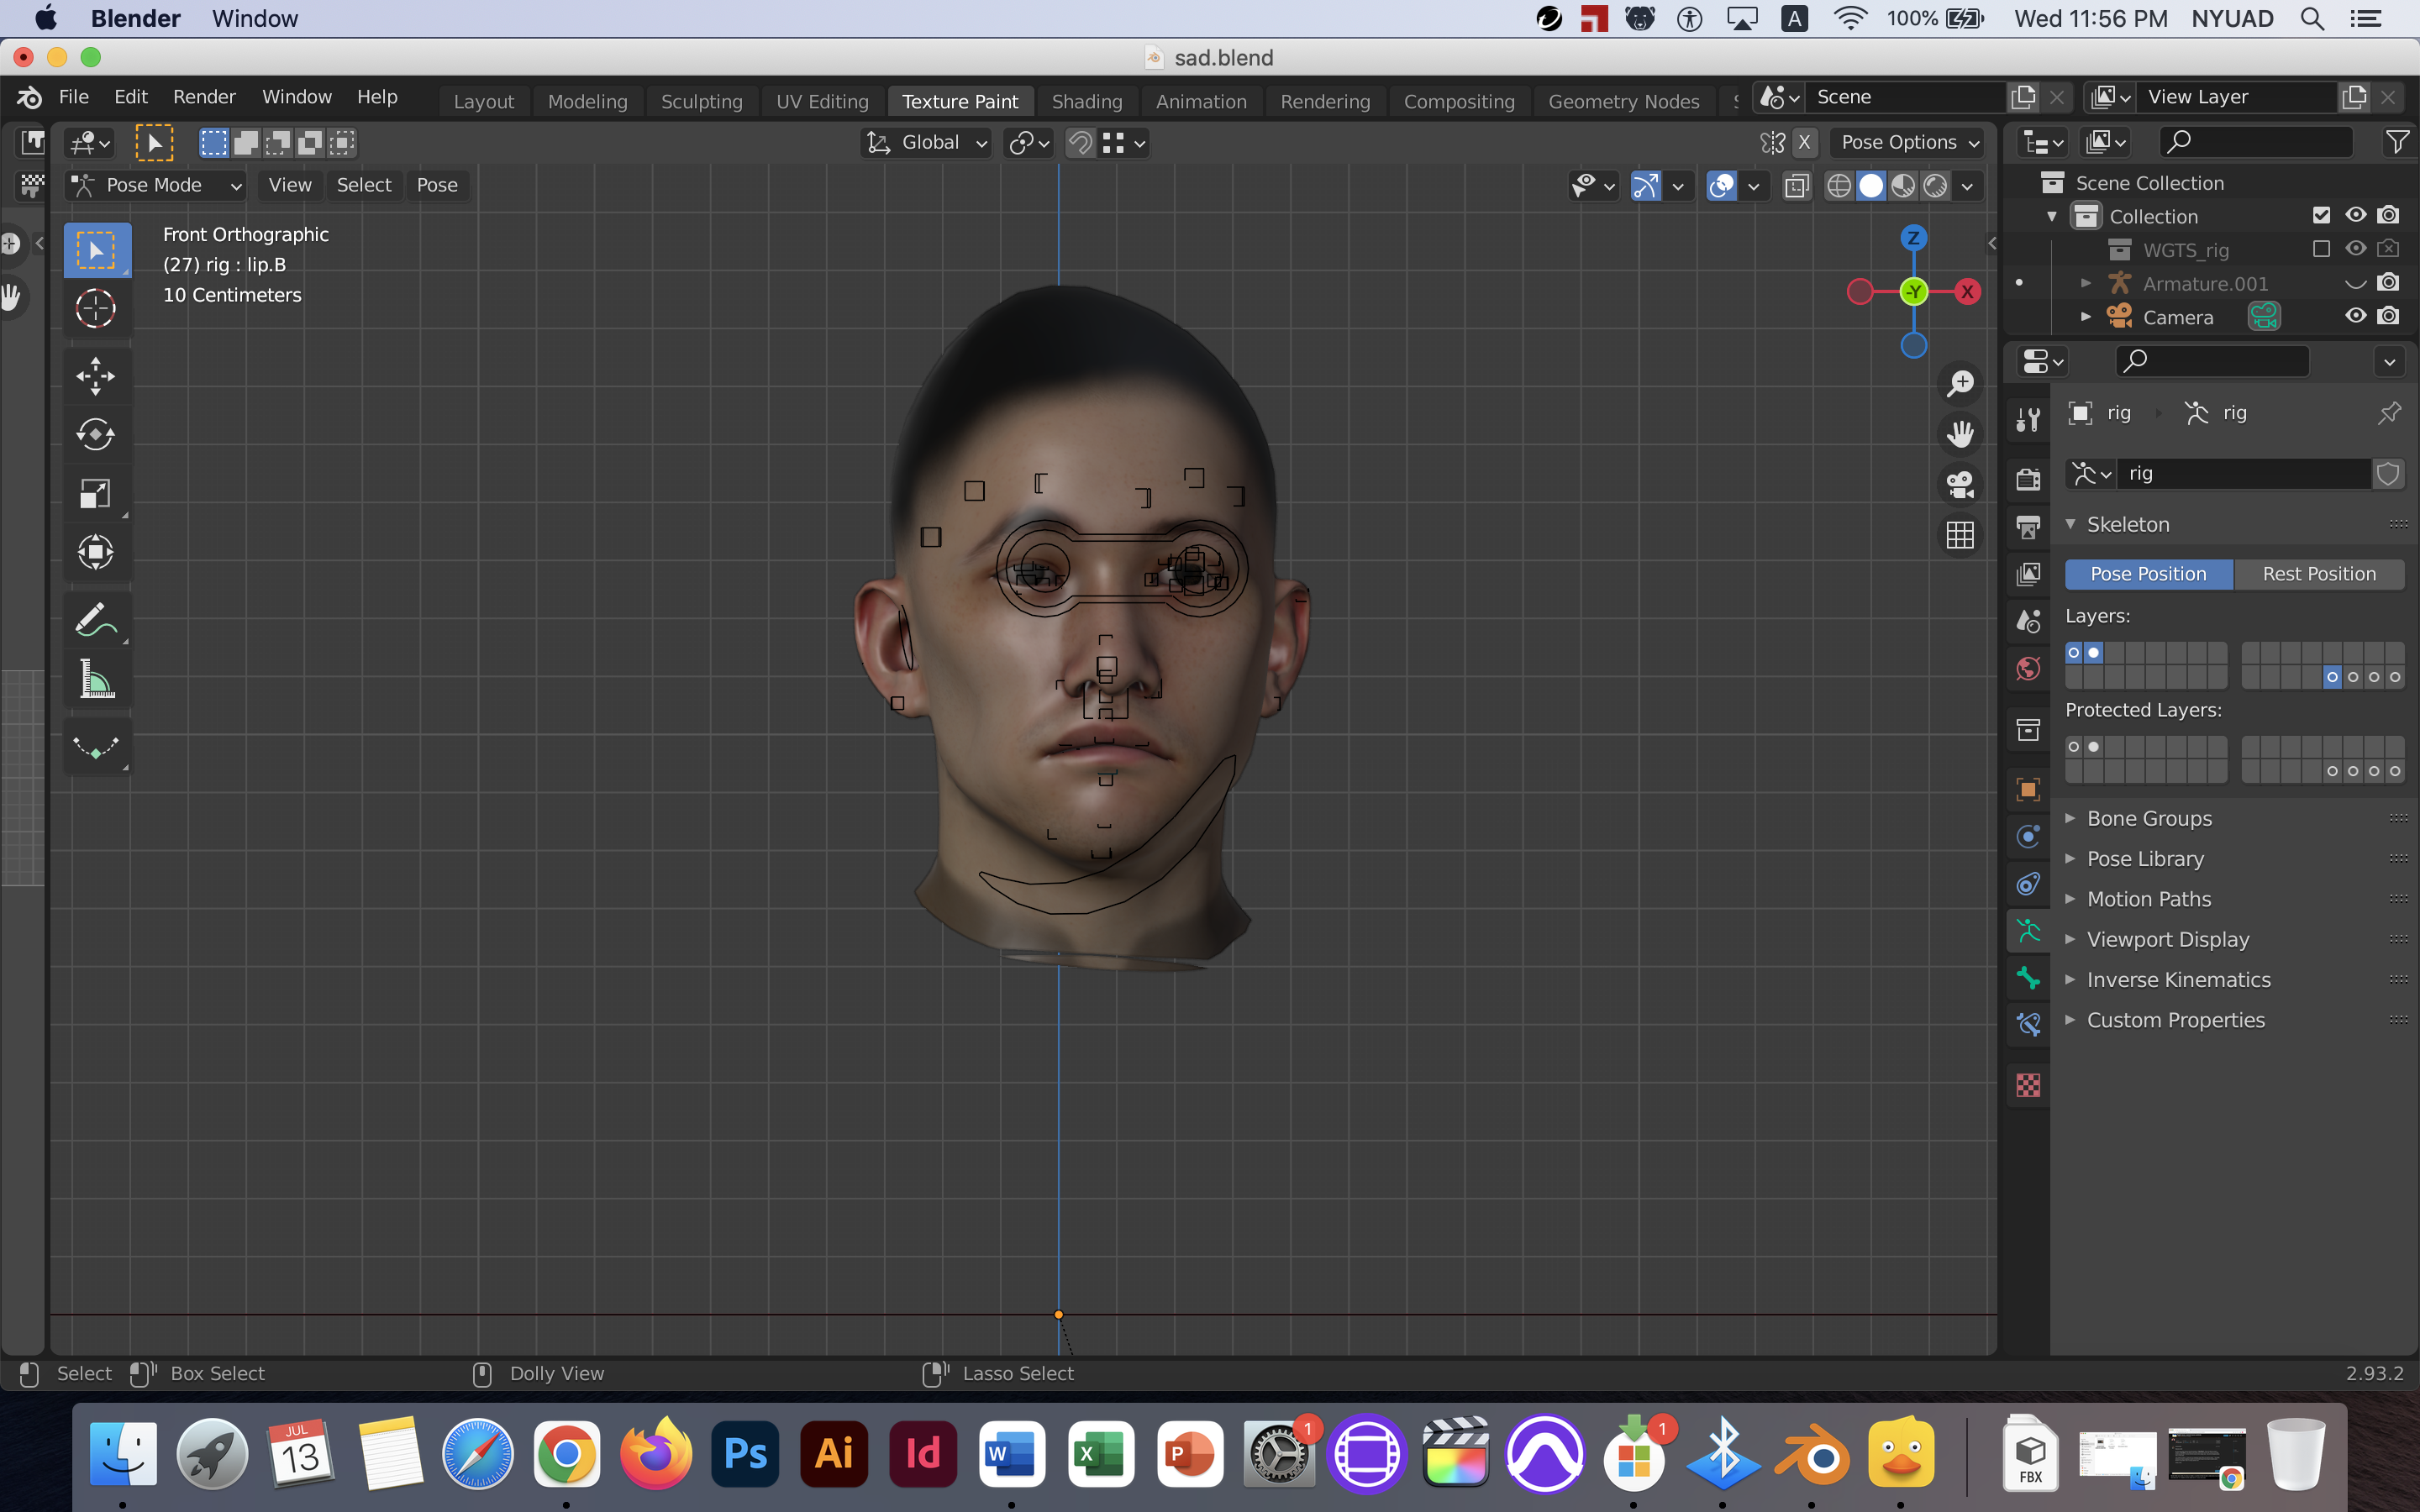 Blender Window A 100% Wed 11:56 PM NYUAD
sad.blend
File Edit Render Window Help Layout Modeling Sculpting UV Editing Texture Paint Shading Animation Rendering Compositing Geometry Nodes Scene View Layer
Global X Pose Options
Pose Mode View Select Pose
Front Orthographic
(27) rig : lip.B
10 Centimeters
Z
-Y X
Scene Collection
Collection
WGTS_rig
Armature.001
Camera
rig rig
rig
Skeleton
Pose Position Rest Position
Layers:
Protected Layers:
Bone Groups
Pose Library
Motion Paths
Viewport Display
Inverse Kinematics
Custom Properties
Select Box Select Dolly View Lasso Select 2.93.2
JUL
13
Ps Ai Id W X P 1 1 FBX